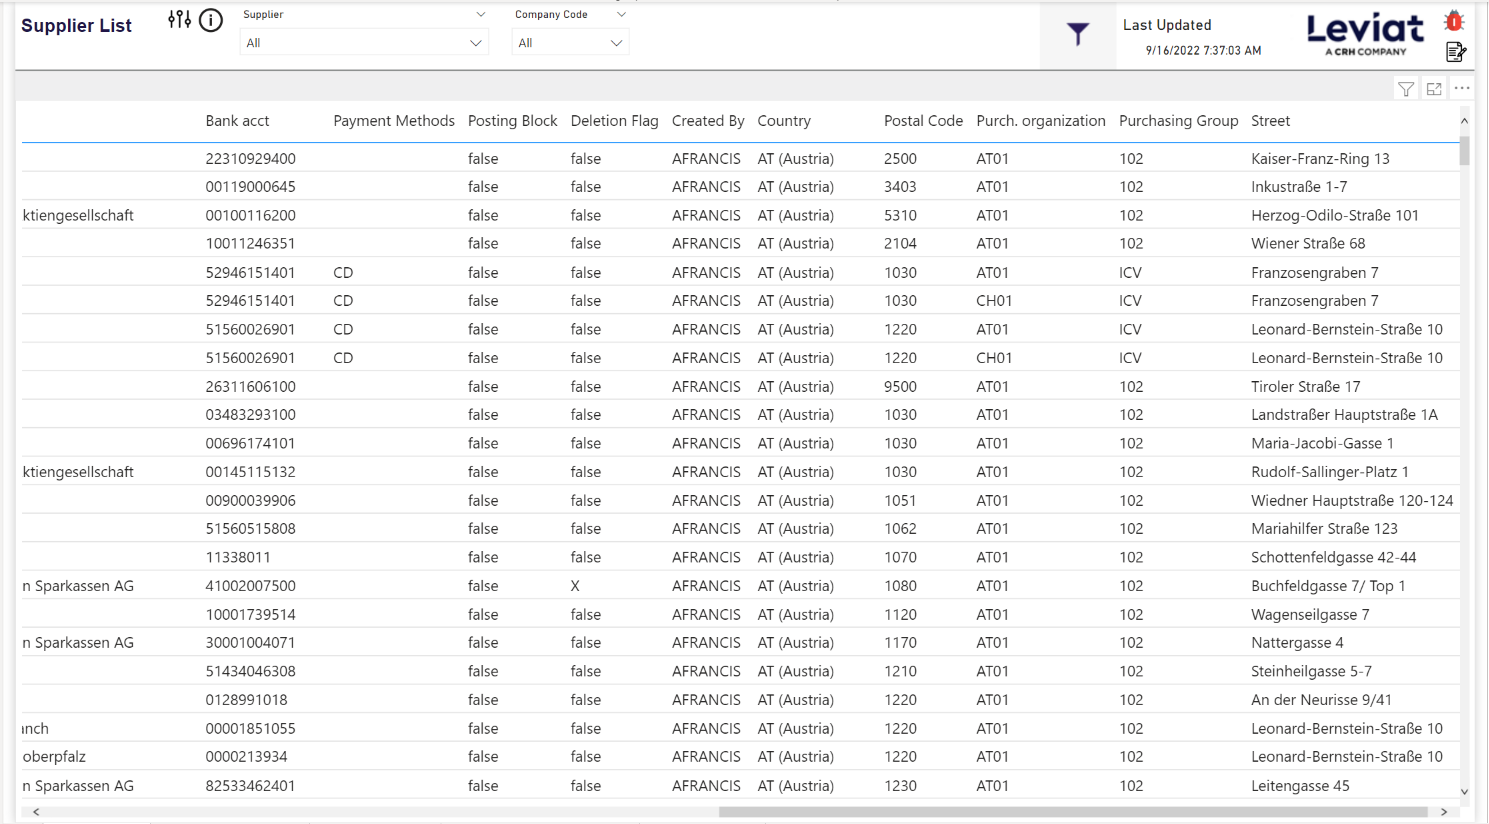 Supplier List
Supplier
Company Code
All
All
Last Updated
9/16/2022 7:37:03 AM
Leviat
A CRH COMPANY
Bank acct Payment Methods Posting Block Deletion Flag Created By Country Postal Code Purch. organization Purchasing Group Street
22310929400 false false AFRANCIS AT (Austria) 2500 AT01 102 Kaiser-Franz-Ring 13
00119000645 false false AFRANCIS AT (Austria) 3403 AT01 102 Inkustraße 1-7
ktiengesellschaft 00100116200 false false AFRANCIS AT (Austria) 5310 AT01 102 Herzog-Odilo-Straße 101
10011246351 false false AFRANCIS AT (Austria) 2104 AT01 102 Wiener Straße 68
52946151401 CD false false AFRANCIS AT (Austria) 1030 AT01 ICV Franzosengraben 7
52946151401 CD false false AFRANCIS AT (Austria) 1030 CH01 ICV Franzosengraben 7
51560026901 CD false false AFRANCIS AT (Austria) 1220 AT01 ICV Leonard-Bernstein-Straße 10
51560026901 CD false false AFRANCIS AT (Austria) 1220 CH01 ICV Leonard-Bernstein-Straße 10
26311606100 false false AFRANCIS AT (Austria) 9500 AT01 102 Tiroler Straße 17
03483293100 false false AFRANCIS AT (Austria) 1030 AT01 102 Landstraßer Hauptstraße 1A
00696174101 false false AFRANCIS AT (Austria) 1030 AT01 102 Maria-Jacobi-Gasse 1
ktiengesellschaft 00145115132 false false AFRANCIS AT (Austria) 1030 AT01 102 Rudolf-Sallinger-Platz 1
00900039906 false false AFRANCIS AT (Austria) 1051 AT01 102 Wiedner Hauptstraße 120-124
51560515808 false false AFRANCIS AT (Austria) 1062 AT01 102 Mariahilfer Straße 123
11338011 false false AFRANCIS AT (Austria) 1070 AT01 102 Schottenfeldgasse 42-44
n Sparkassen AG 41002007500 false X AFRANCIS AT (Austria) 1080 AT01 102 Buchfeldgasse 7/ Top 1
10001739514 false false AFRANCIS AT (Austria) 1120 AT01 102 Wagenseilgasse 7
n Sparkassen AG 30001004071 false false AFRANCIS AT (Austria) 1170 AT01 102 Nattergasse 4
51434046308 false false AFRANCIS AT (Austria) 1210 AT01 102 Steinheilgasse 5-7
0128991018 false false AFRANCIS AT (Austria) 1220 AT01 102 An der Neurisse 9/41
anch 00001851055 false false AFRANCIS AT (Austria) 1220 AT01 102 Leonard-Bernstein-Straße 10
oberpfalz 0000213934 false false AFRANCIS AT (Austria) 1220 AT01 102 Leonard-Bernstein-Straße 10
n Sparkassen AG 82533462401 false false AFRANCIS AT (Austria) 1230 AT01 102 Leitengasse 45